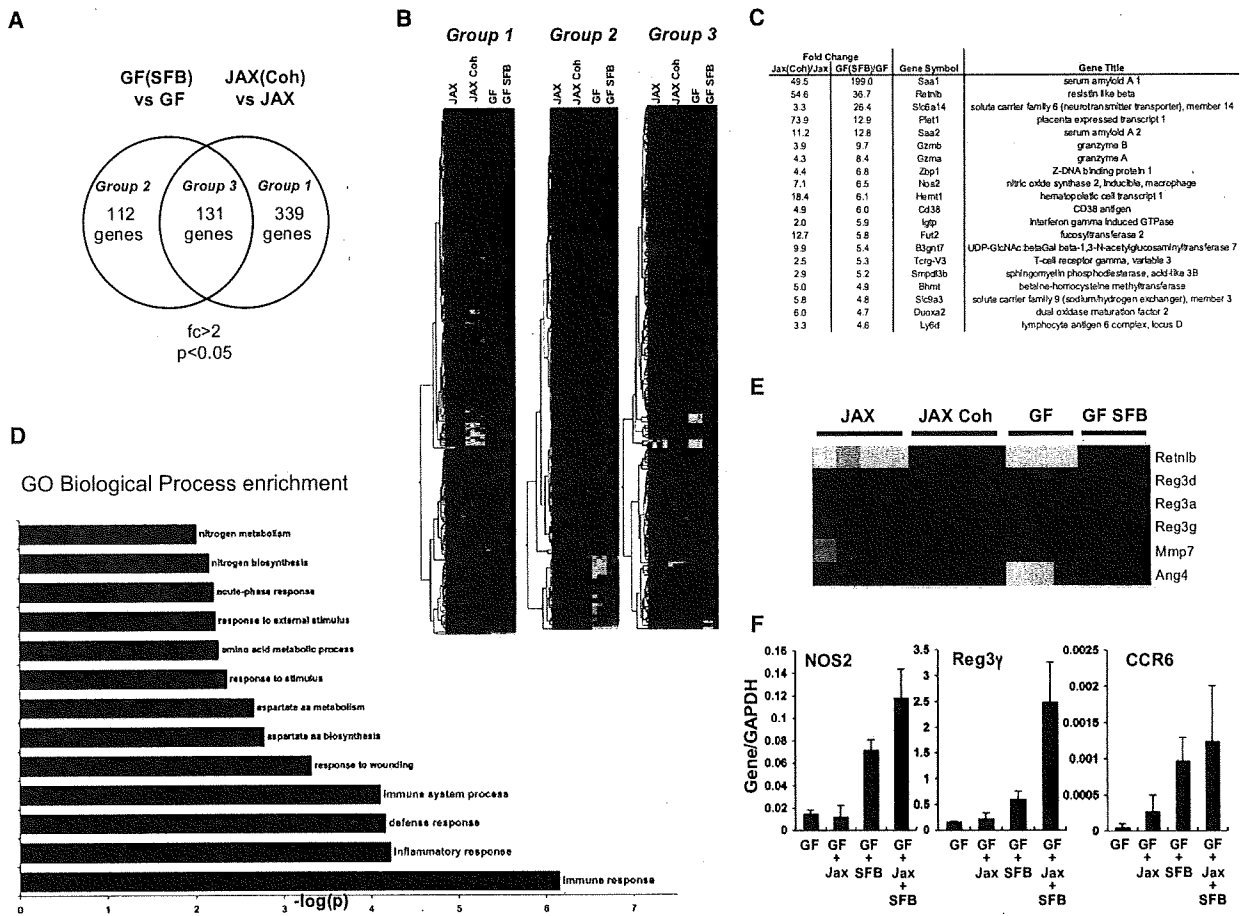 A
GF(SFB)
vs GF
JAX(Coh)
vs JAX
Group 2
112
genes
Group 3
131
genes
Group 1
339
genes
fc>2
p<0.05
B
Group 1
Group 2
Group 3
JAX
JAX Coh
GF
GF SFB
JAX
JAX Coh
GF
GF SFB
JAX
JAX Coh
GF
GF SFB
C
Fold Change
Jax(Coh)/Jax GF(SFB)/GF Gene Symbol Gene Title
49.5 199.0 Saa1 serum amyloid A 1
54.6 36.7 Retnlb resistin like beta
3.3 26.4 Slc6a14 solute carrier family 6 (neurotransmitter transporter), member 14
73.9 12.9 Plet1 placenta expressed transcript 1
11.2 12.8 Saa2 serum amyloid A 2
3.9 9.7 Gzmb granzyme B
4.3 8.4 Gzma granzyme A
4.4 6.8 Zbp1 Z-DNA binding protein 1
7.1 6.5 Nos2 nitric oxide synthase 2, inducible, macrophage
18.4 6.1 Hemt1 hematopoietic cell transcript 1
4.9 6.0 Cd38 CD38 antigen
2.0 5.9 Igtp interferon gamma induced GTPase
12.7 5.8 Fut2 fucosyltransferase 2
9.9 5.4 B3gnt7 UDP-GlcNAc:betaGal beta-1,3-N-acetylglucosaminyltransferase 7
2.5 5.3 Tcrg-V3 T-cell receptor gamma, variable 3
2.9 5.2 Smpdl3b sphingomyelin phosphodiesterase, acid-like 3B
5.0 4.9 Bhmt betaine-homocysteine methyltransferase
5.8 4.8 Slc9a3 solute carrier family 9 (sodium/hydrogen exchanger), member 3
6.0 4.7 Duoxa2 dual oxidase maturation factor 2
3.3 4.6 Ly6d lymphocyte antigen 6 complex, locus D
D
GO Biological Process enrichment
nitrogen metabolism
nitrogen biosynthesis
acute-phase response
response to external stimulus
amino acid metabolic process
response to stimulus
aspartate aa metabolism
aspartate aa biosynthesis
response to wounding
immune system process
defense response
Inflammatory response
Immune response
0 1 2 3 4 5 6 7
-log(p)
E
JAX JAX Coh GF GF SFB
Retnlb
Reg3d
Reg3a
Reg3g
Mmp7
Ang4
F
Gene/GAPDH
NOS2
0.16
0.14
0.12
0.10
0.08
0.06
0.04
0.02
0
GF GF + Jax GF + SFB GF + Jax + SFB
Reg3γ
3.5
3
2.5
2
1.5
1
0.5
0
GF GF + Jax GF + SFB GF + Jax + SFB
CCR6
0.0025
0.002
0.0015
0.001
0.0005
0
GF GF + Jax GF + SFB GF + Jax + SFB